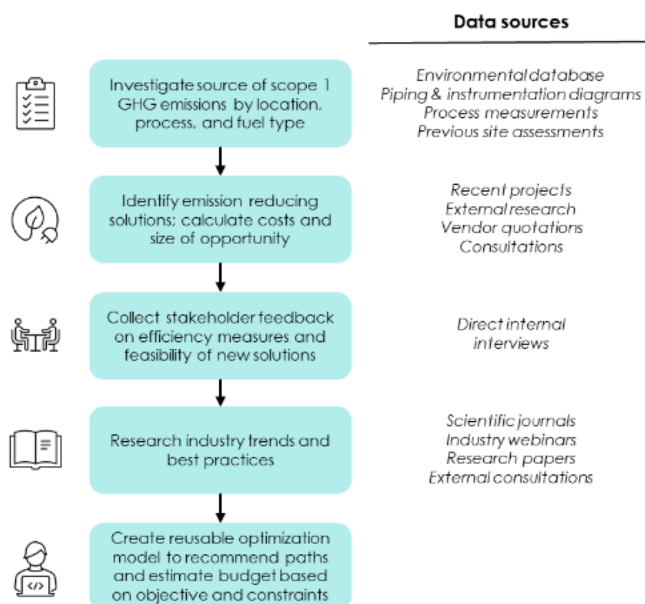 Data sources
Investigate source of scope 1
GHG emissions by location,
process, and fuel type
Environmental database
Piping & instrumentation diagrams
Process measurements
Previous site assessments
Identify emission reducing
solutions; calculate costs and
size of opportunity
Recent projects
External research
Vendor quotations
Consultations
Collect stakeholder feedback
on efficiency measures and
feasibility of new solutions
Direct internal
interviews
Research industry trends and
best practices
Scientific journals
Industry webinars
Research papers
External consultations
Create reusable optimization
model to recommend paths
and estimate budget based
on objective and constraints
</>